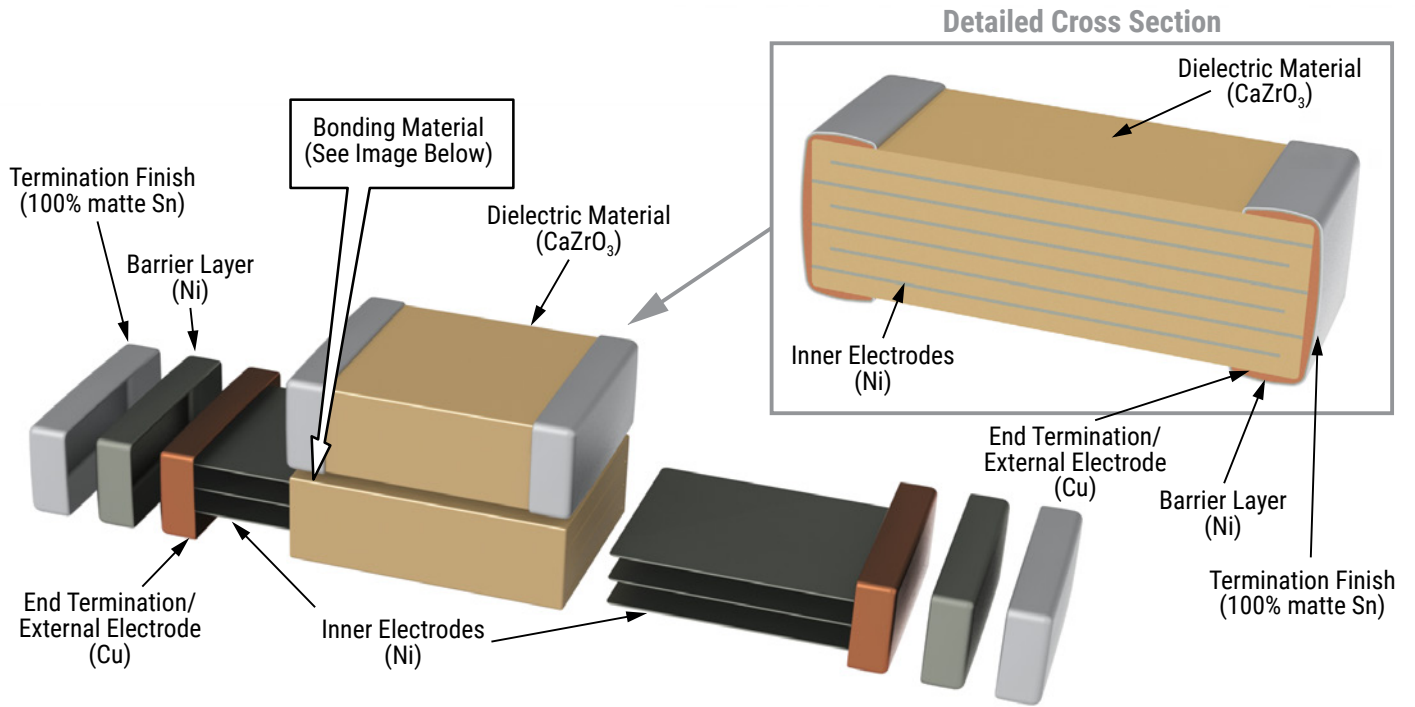 Detailed Cross Section
Dielectric Material
(CaZrO₃)
Bonding Material
(See Image Below)
Termination Finish
(100% matte Sn)
Dielectric Material
(CaZrO₃)
Barrier Layer
(Ni)
Inner Electrodes
(Ni)
End Termination/
External Electrode
(Cu)
Barrier Layer
(Ni)
Termination Finish
(100% matte Sn)
End Termination/
External Electrode
(Cu)
Inner Electrodes
(Ni)